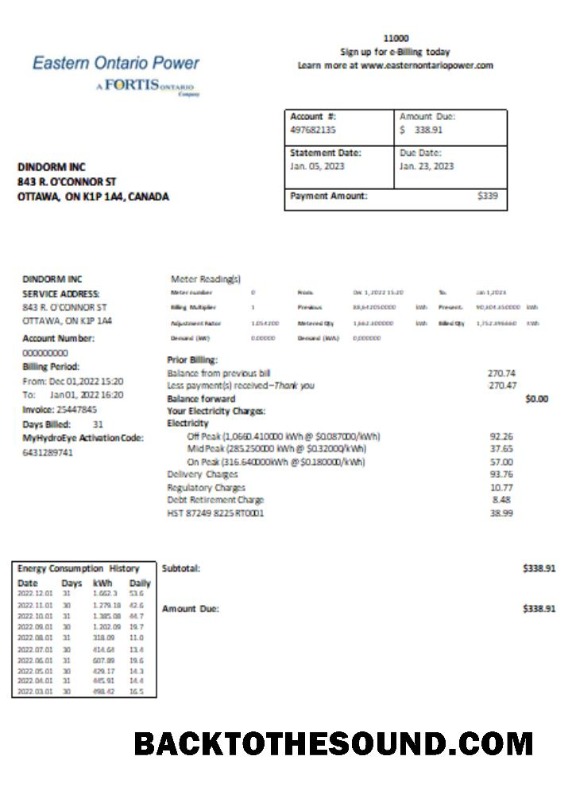 11000
Sign up for e-Billing today
Learn more at www.easternontariopower.com
Eastern Ontario Power
A FORTIS ONTARIO
Company
Account #:
497682135
Amount Due:
$ 338.91
Statement Date:
Jan. 05, 2023
Due Date:
Jan. 23, 2023
Payment Amount: $339
DINDORM INC
843 R. O'CONNOR ST
OTTAWA, ON K1P 1A4, CANADA
DINDORM INC
SERVICE ADDRESS:
843 R. O'CONNOR ST
OTTAWA, ON K1P 1A4
Account Number:
000000000
Billing Period:
From: Dec 01,2022 15:20
To: Jan 01, 2022 16:20
Invoice: 25447845
Days Billed: 31
MyHydroEye Activation Code:
6431289741
Meter Reading(s)
Meter number 0 From: Dec 1, 2022 15:20 To: Jan 1,2023
Billing Multiplier 1 Previous kWh Present. kWh
Adjustment Factor 1.054200 Metered Qty kWh Billed Qty kWh
Demand (kW) 0.00000 Demand (kVA) 0.000000
Prior Billing:
Balance from previous bill 270.74
Less payment(s) received–Thank you -270.47
Balance forward $0.00
Your Electricity Charges:
Electricity
Off Peak (1,0660.410000 kWh @ $0.087000/kWh) 92.26
Mid Peak (285.250000 kWh @ $0.32000/kWh) 37.65
On Peak (316.640000kWh @ $0.180000/kWh) 57.00
Delivery Charges 93.76
Regulatory Charges 10.77
Debt Retirement Charge 8.48
HST 87249 8225 RT0001 38.99
Energy Consumption History
Date Days kWh Daily
2022.12.01 31 1.662.3 53.6
2022.11.01 30 1.279.18 42.6
2022.10.01 31 1.385.08 44.7
2022.09.01 30 1.202.09 19.7
2022.08.01 31 318.09 11.0
2022.07.01 30 414.64 13.4
2022.06.01 31 607.89 19.6
2022.05.01 30 429.17 14.3
2022.04.01 31 445.91 14.4
2022.03.01 30 498.42 16.5
Subtotal: $338.91
Amount Due: $338.91
BACKTOTHESOUND.COM